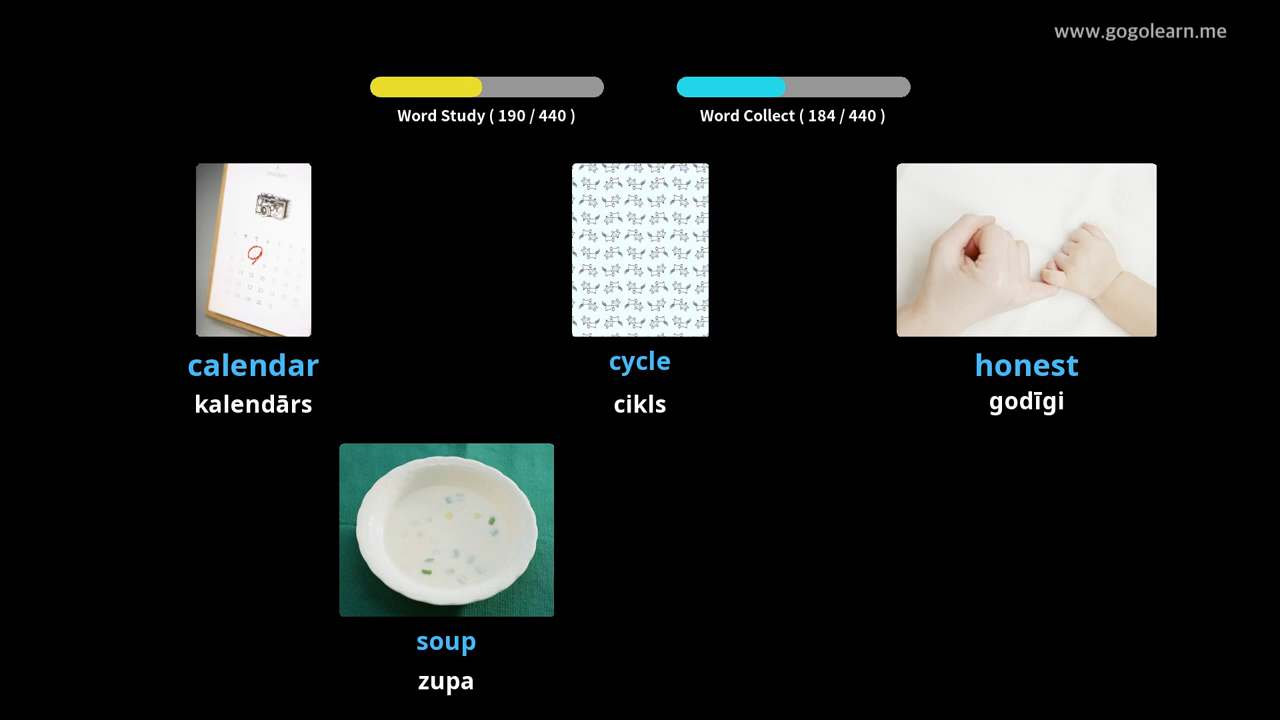 www.gogolearn.me
Word Study ( 190 / 440 )
Word Collect ( 184 / 440 )
calendar
kalendārs
cycle
cikls
honest
godīgi
soup
zupa